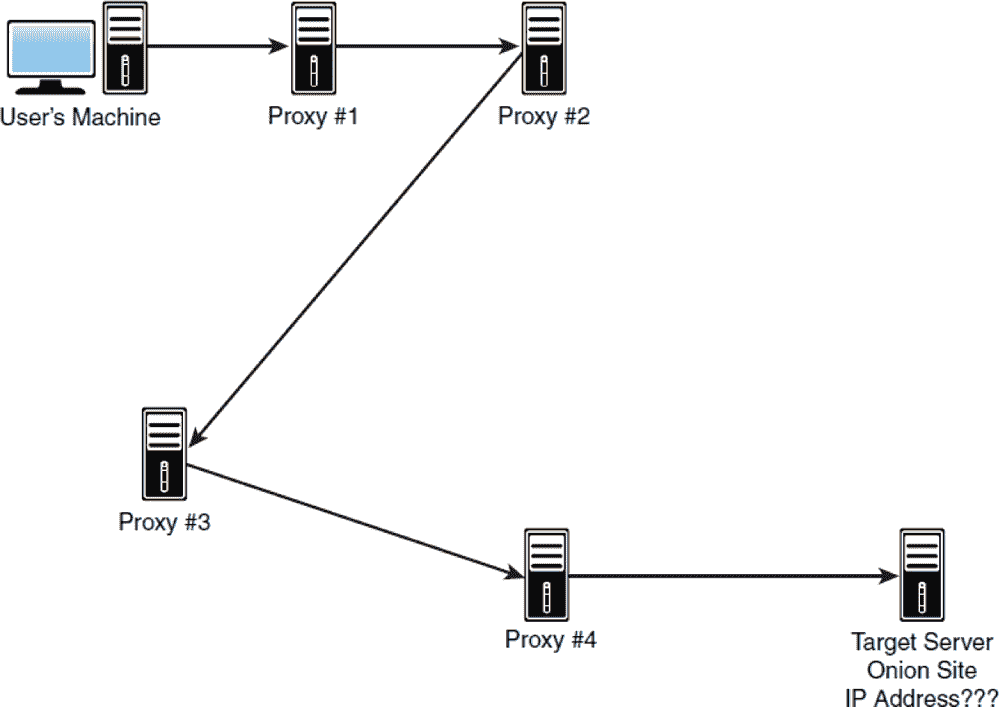 User's Machine
Proxy #1
Proxy #2
Proxy #3
Proxy #4
Target Server
Onion Site
IP Address???